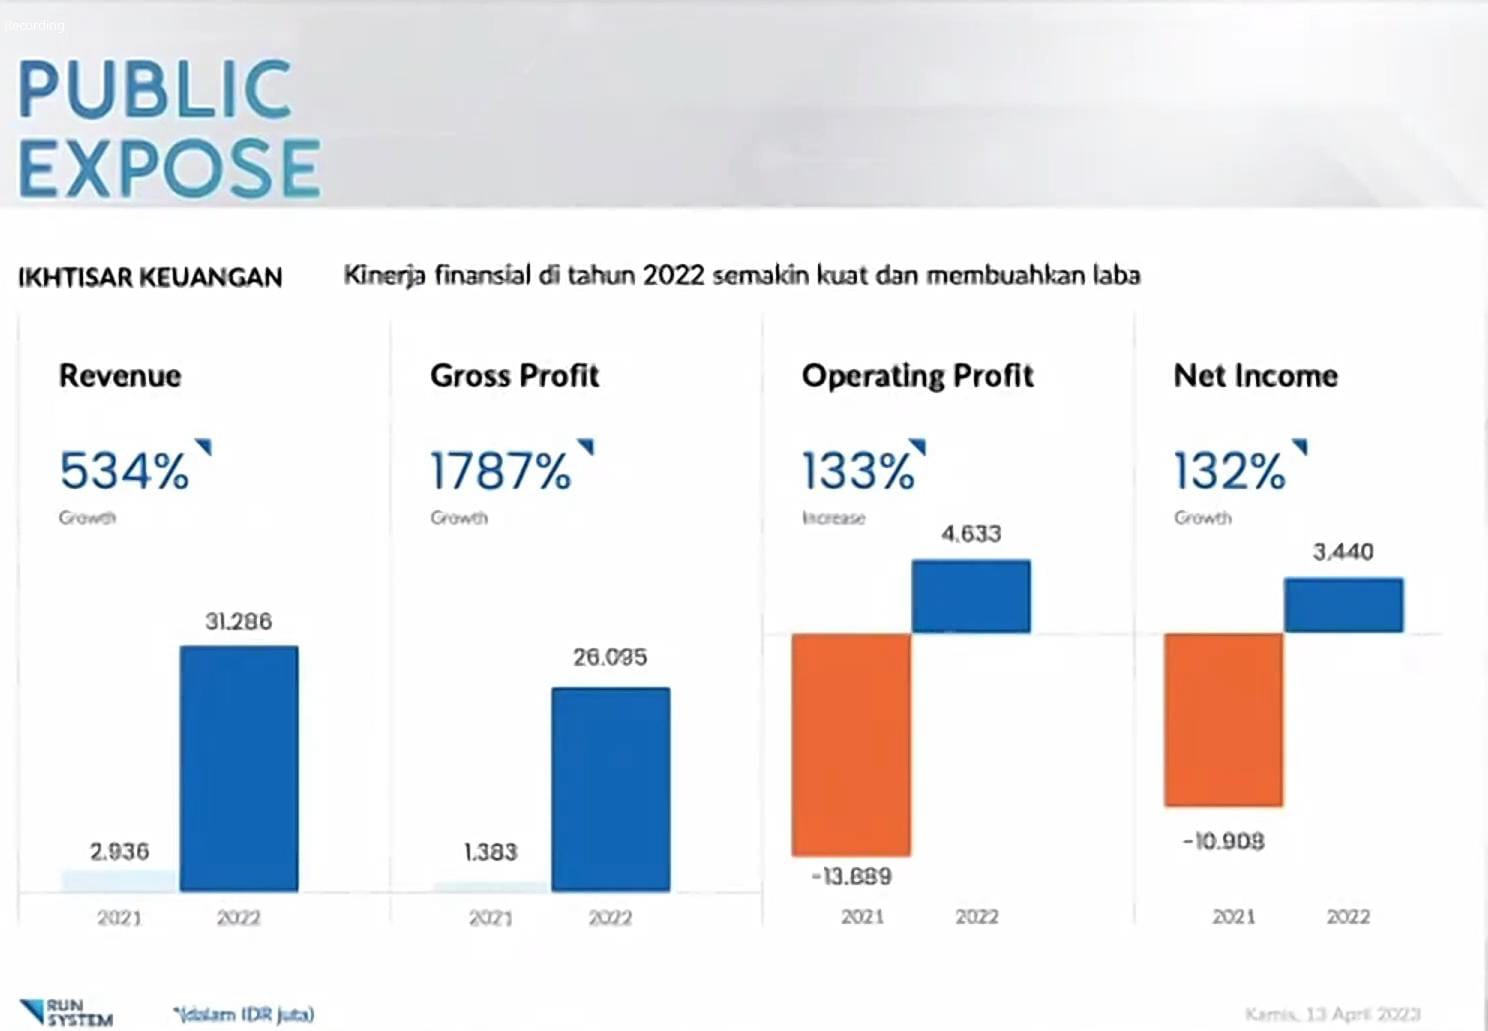 Recording
PUBLIC
EXPOSE
IKHTISAR KEUANGAN
Kinerja finansial di tahun 2022 semakin kuat dan membuahkan laba
Revenue
534%
Growth
31.286
2.936
2021 2022
Gross Profit
1787%
Growth
26.095
1.383
2021 2022
Operating Profit
133%
Increase
4.633
-13.889
2021 2022
Net Income
132%
Growth
3,440
-10.908
2021 2022
RUN
SYSTEM
*(dalam IDR juta)
Kamis, 13 April 2023